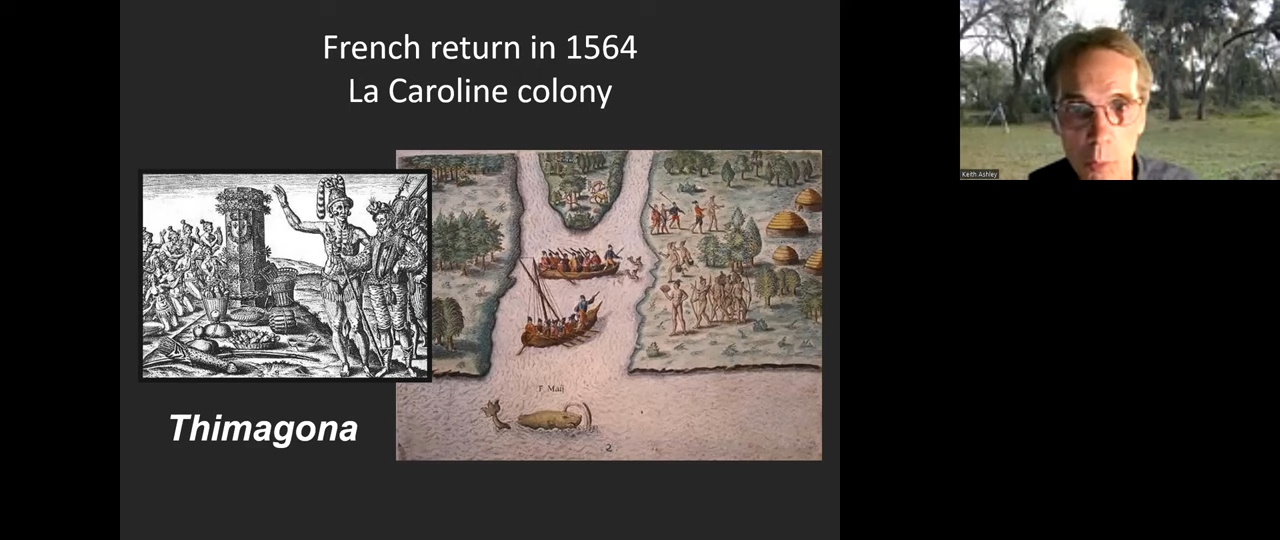 French return in 1564
La Caroline colony
Thimagona
F. Maij
2
Keith Ashley